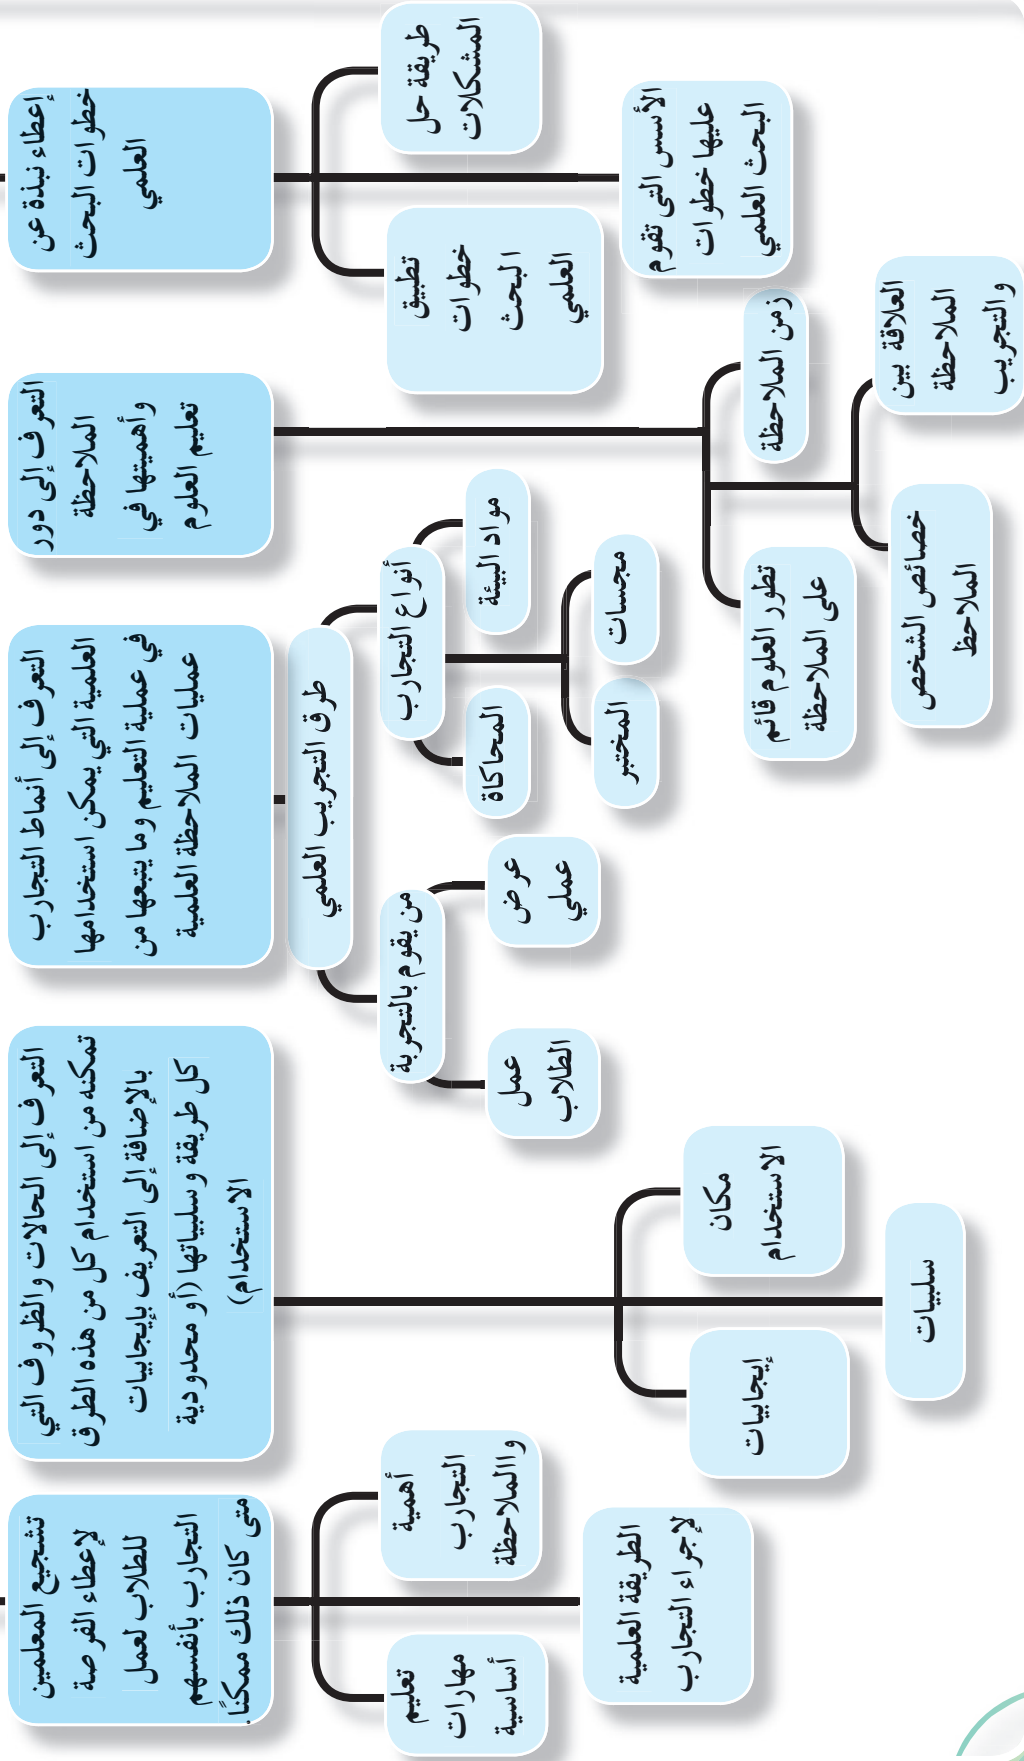 إعطاء نبذة عن
خطوات البحث
العلمي
طريقة حل
المشكلات
تطبيق
خطوات
البحث
العلمي
الأسس التى تقوم
عليها خطوات
البحث العلمي
التعرف إلى دور
الملاحظة
وأهميتها في
تعليم العلوم
زمن الملاحظة
تطور العلوم قائم
على الملاحظة
العلاقة بين
الملاحظة
والتجريب
خصائص الشخص
الملاحظ
التعرف إلى أنماط التجارب
العلمية التي يمكن استخدامها
في عملية التعليم وما يتبعها من
عمليات الملاحظة العلمية
طرق التجريب العلمي
أنواع التجارب
مواد البيئة
المحاكاة
مجسات
المختبر
من يقوم بالتجربة
عرض
عملي
عمل
الطلاب
التعرف إلى الحالات والظروف التي
تمكنه من استخدام كل من هذه الطرق
بالإضافة إلى التعريف بإيجابيات
كل طريقة وسلبياتها (أو محدودية
الاستخدام)
مكان
الاستخدام
إيجابيات
سلبيات
تشجيع المعلمين
لإعطاء الفرصة
للطلاب لعمل
التجارب بأنفسهم
متى كان ذلك ممكنًا.
أهمية
التجارب
واالملاحظة
تعليم
مهارات
أساسية
الطريقة العلمية
لإجراء التجارب